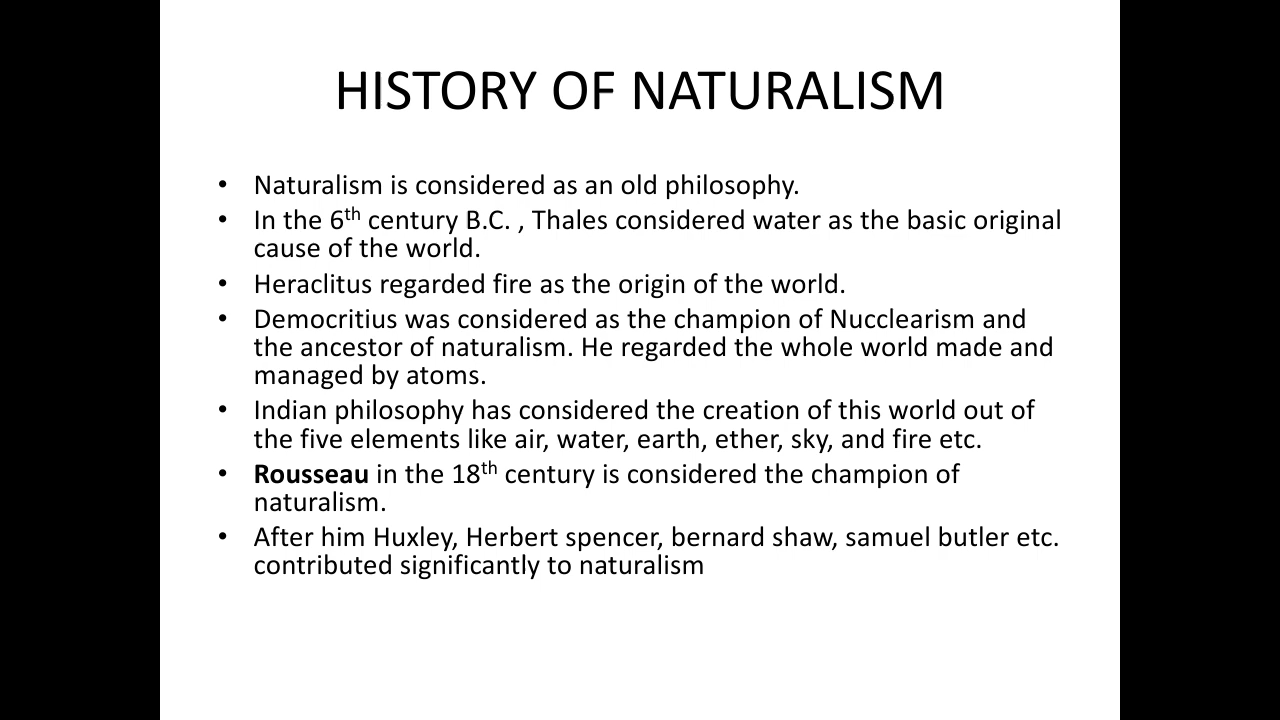 HISTORY OF NATURALISM
• Naturalism is considered as an old philosophy.
• In the 6th century B.C. , Thales considered water as the basic original
cause of the world.
• Heraclitus regarded fire as the origin of the world.
• Democritius was considered as the champion of Nucclearism and
the ancestor of naturalism. He regarded the whole world made and
managed by atoms.
• Indian philosophy has considered the creation of this world out of
the five elements like air, water, earth, ether, sky, and fire etc.
• Rousseau in the 18th century is considered the champion of
naturalism.
• After him Huxley, Herbert spencer, bernard shaw, samuel butler etc.
contributed significantly to naturalism